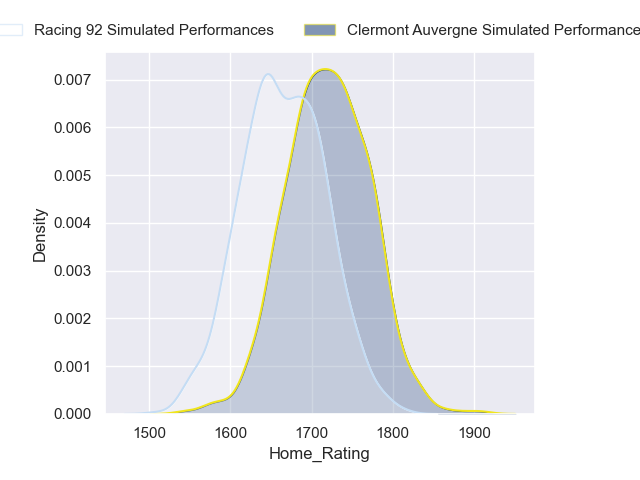 Racing 92 Simulated Performances
Clermont Auvergne Simulated Performance
0.007
0.006
0.005
0.004
0.003
0.002
0.001
0.000
Density
1500 1600 1700 1800 1900
Home_Rating